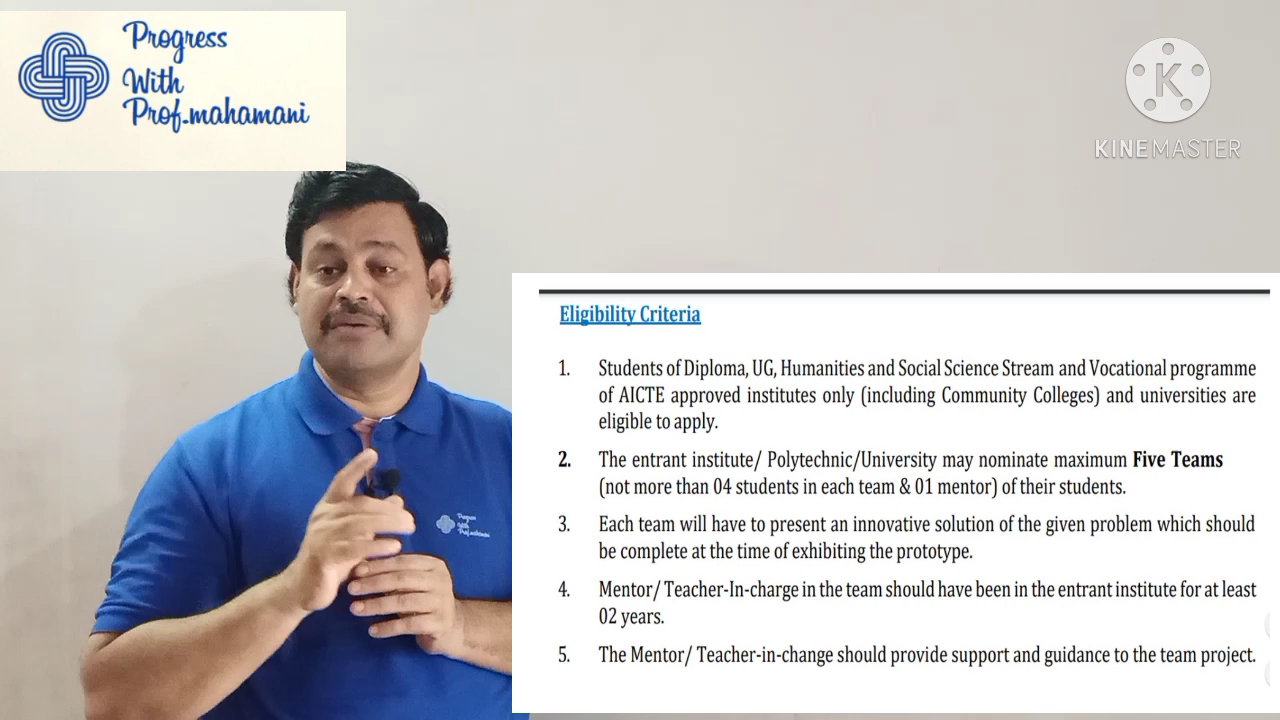 Progress
With
Prof.mahamani
K
KINEMASTER
Eligibility Criteria
1. Students of Diploma, UG, Humanities and Social Science Stream and Vocational programme
of AICTE approved institutes only (including Community Colleges) and universities are
eligible to apply.
2. The entrant institute/ Polytechnic/University may nominate maximum Five Teams
(not more than 04 students in each team & 01 mentor) of their students.
3. Each team will have to present an innovative solution of the given problem which should
be complete at the time of exhibiting the prototype.
4. Mentor/ Teacher-In-charge in the team should have been in the entrant institute for at least
02 years.
5. The Mentor/ Teacher-in-change should provide support and guidance to the team project.
Progress
with
Prof.mahamani